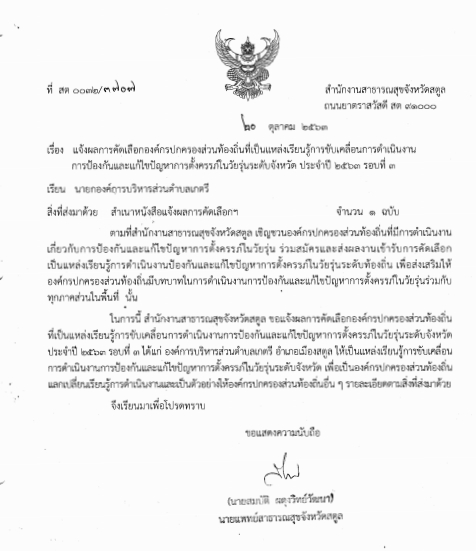 ที่ สต ๐๐๓๒/๓๗๐๗
สำนักงานสาธารณสุขจังหวัดสตูล
ถนนยาตราสวัสดี สต ๙๑๐๐๐
๒๐ ตุลาคม ๒๕๖๓
เรื่อง แจ้งผลการคัดเลือกองค์กรปกครองส่วนท้องถิ่นที่เป็นแหล่งเรียนรู้การขับเคลื่อนการดำเนินงาน
การป้องกันและแก้ไขปัญหาการตั้งครรภ์ในวัยรุ่นระดับจังหวัด ประจำปี ๒๕๖๓ รอบที่ ๓
เรียน นายกองค์การบริหารส่วนตำบลเกตรี
สิ่งที่ส่งมาด้วย สำเนาหนังสือแจ้งผลการคัดเลือกฯ จำนวน ๑ ฉบับ
ตามที่สำนักงานสาธารณสุขจังหวัดสตูล เชิญชวนองค์กรปกครองส่วนท้องถิ่นที่มีการดำเนินงาน
เกี่ยวกับการป้องกันและแก้ไขปัญหาการตั้งครรภ์ในวัยรุ่น ร่วมสมัครและส่งผลงานเข้ารับการคัดเลือก
เป็นแหล่งเรียนรู้การดำเนินงานป้องกันและแก้ไขปัญหาการตั้งครรภ์ในวัยรุ่นระดับท้องถิ่น เพื่อส่งเสริมให้
องค์กรปกครองส่วนท้องถิ่นมีบทบาทในการดำเนินงานการป้องกันและแก้ไขปัญหาการตั้งครรภ์ในวัยรุ่นร่วมกับ
ทุกภาคส่วนในพื้นที่ นั้น
ในการนี้ สำนักงานสาธารณสุขจังหวัดสตูล ขอแจ้งผลการคัดเลือกองค์กรปกครองส่วนท้องถิ่น
ที่เป็นแหล่งเรียนรู้การขับเคลื่อนการดำเนินงานการป้องกันและแก้ไขปัญหาการตั้งครรภ์ในวัยรุ่นระดับจังหวัด
ประจำปี ๒๕๖๓ รอบที่ ๓ ได้แก่ องค์การบริหารส่วนตำบลเกตรี อำเภอเมืองสตูล ให้เป็นแหล่งเรียนรู้การขับเคลื่อน
การดำเนินงานการป้องกันและแก้ไขปัญหาการตั้งครรภ์ในวัยรุ่นระดับจังหวัด เพื่อเป็นองค์กรปกครองส่วนท้องถิ่น
แลกเปลี่ยนเรียนรู้การดำเนินงานและเป็นตัวอย่างให้องค์กรปกครองส่วนท้องถิ่นอื่น ๆ รายละเอียดตามสิ่งที่ส่งมาด้วย
จึงเรียนมาเพื่อโปรดทราบ
ขอแสดงความนับถือ
(นายสมบัติ ผดุงวิทย์วัฒนา)
นายแพทย์สาธารณสุขจังหวัดสตูล